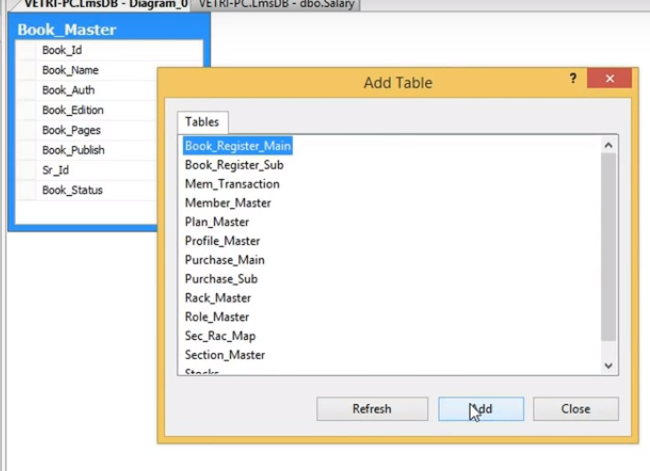 VETRI-PC.LmsDB - Diagram_0 VETRI-PC.LmsDB - dbo.Salary
Book_Master
Book_Id
Book_Name
Book_Auth
Book_Edition
Book_Pages
Book_Publish
Sr_Id
Book_Status
Add Table
?
Tables
Book_Register_Main
Book_Register_Sub
Mem_Transaction
Member_Master
Plan_Master
Profile_Master
Purchase_Main
Purchase_Sub
Rack_Master
Role_Master
Sec_Rac_Map
Section_Master
Stocks
Refresh Add Close